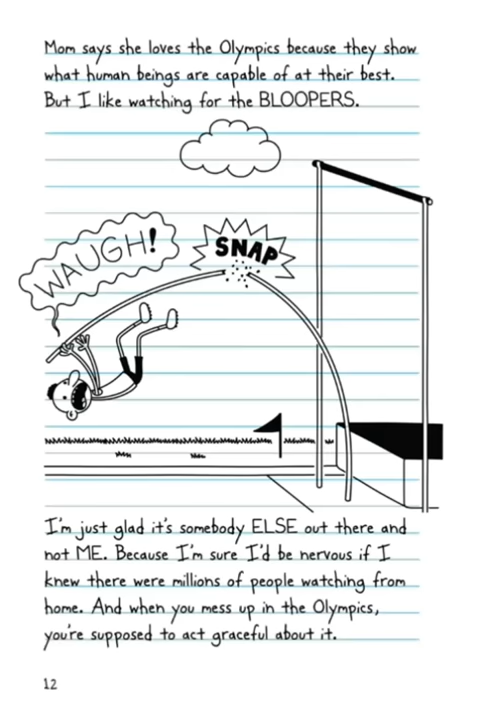 Mom says she loves the Olympics because they show
what human beings are capable of at their best.
But I like watching for the BLOOPERS.
WAUGH!
SNAP
I'm just glad it's somebody ELSE out there and
not ME. Because I'm sure I'd be nervous if I
knew there were millions of people watching from
home. And when you mess up in the Olympics,
you're supposed to act graceful about it.
12